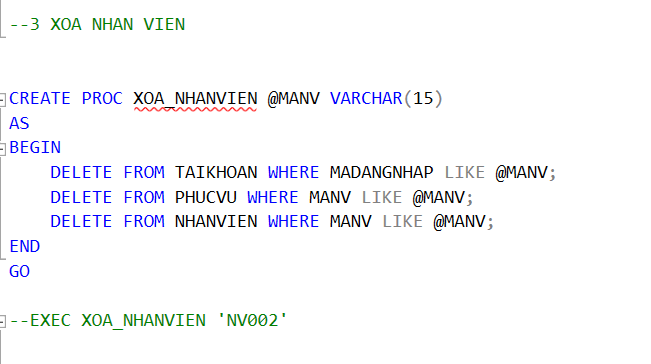 --3 XOA NHAN VIEN
CREATE PROC XOA_NHANVIEN @MANV VARCHAR(15)
AS
BEGIN
DELETE FROM TAIKHOAN WHERE MADANGNHAP LIKE @MANV;
DELETE FROM PHUCVU WHERE MANV LIKE @MANV;
DELETE FROM NHANVIEN WHERE MANV LIKE @MANV;
END
GO
--EXEC XOA_NHANVIEN 'NV002'